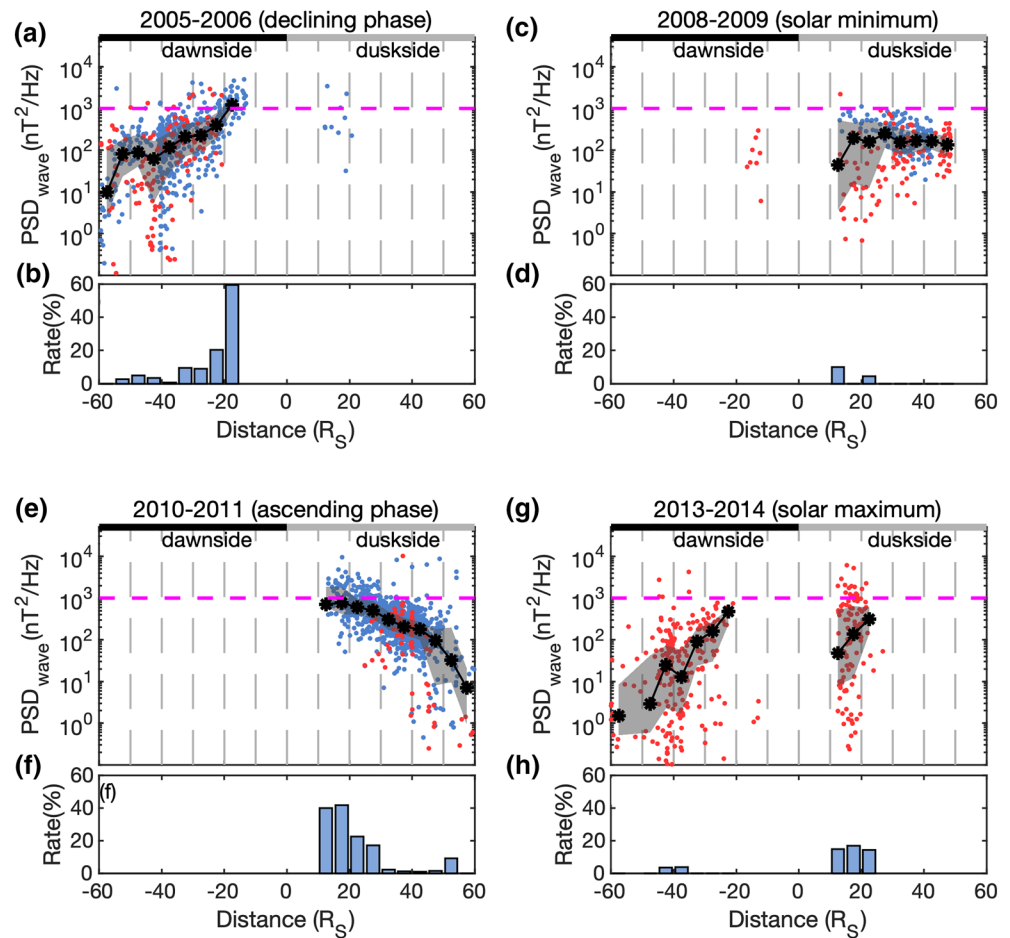 (a)
2005-2006 (declining phase)
dawnside
duskside
PSD_wave (nT^2/Hz)
10^4
10^3
10^2
10^1
10^0
(b)
Rate(%)
60
40
20
0
-60 -40 -20 0 20 40 60
Distance (R_S)
(c)
2008-2009 (solar minimum)
dawnside
duskside
PSD_wave (nT^2/Hz)
10^4
10^3
10^2
10^1
10^0
(d)
Rate(%)
60
40
20
0
-60 -40 -20 0 20 40 60
Distance (R_S)
(e)
2010-2011 (ascending phase)
dawnside
duskside
PSD_wave (nT^2/Hz)
10^4
10^3
10^2
10^1
10^0
(f)
(f)
Rate(%)
60
40
20
0
-60 -40 -20 0 20 40 60
Distance (R_S)
(g)
2013-2014 (solar maximum)
dawnside
duskside
PSD_wave (nT^2/Hz)
10^4
10^3
10^2
10^1
10^0
(h)
Rate(%)
60
40
20
0
-60 -40 -20 0 20 40 60
Distance (R_S)